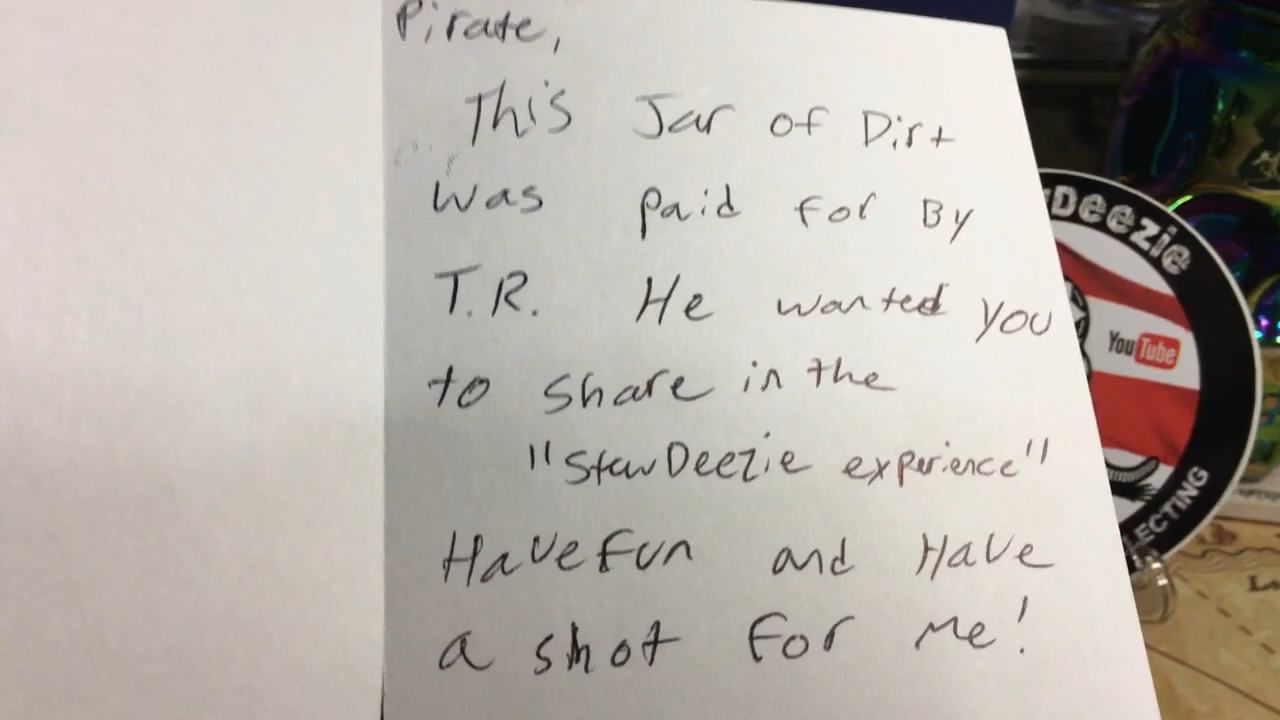 Pirate,
This Jar of Dirt
was paid for By
T.R. He wanted you
to share in the
"StewDeezie experience"
Have fun and Have
a shot for Me!
Deezie
YouTube
ECTING